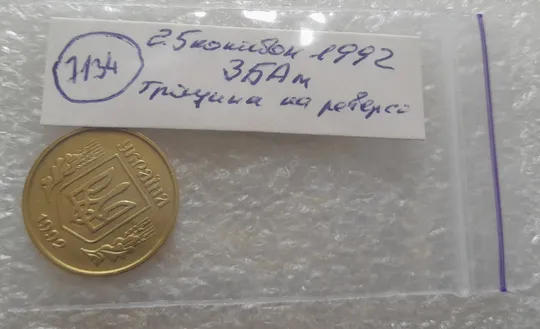 1134
25 копійок 1992
3БАм
Тріщина на реверсі
УКРАЇНА
1992